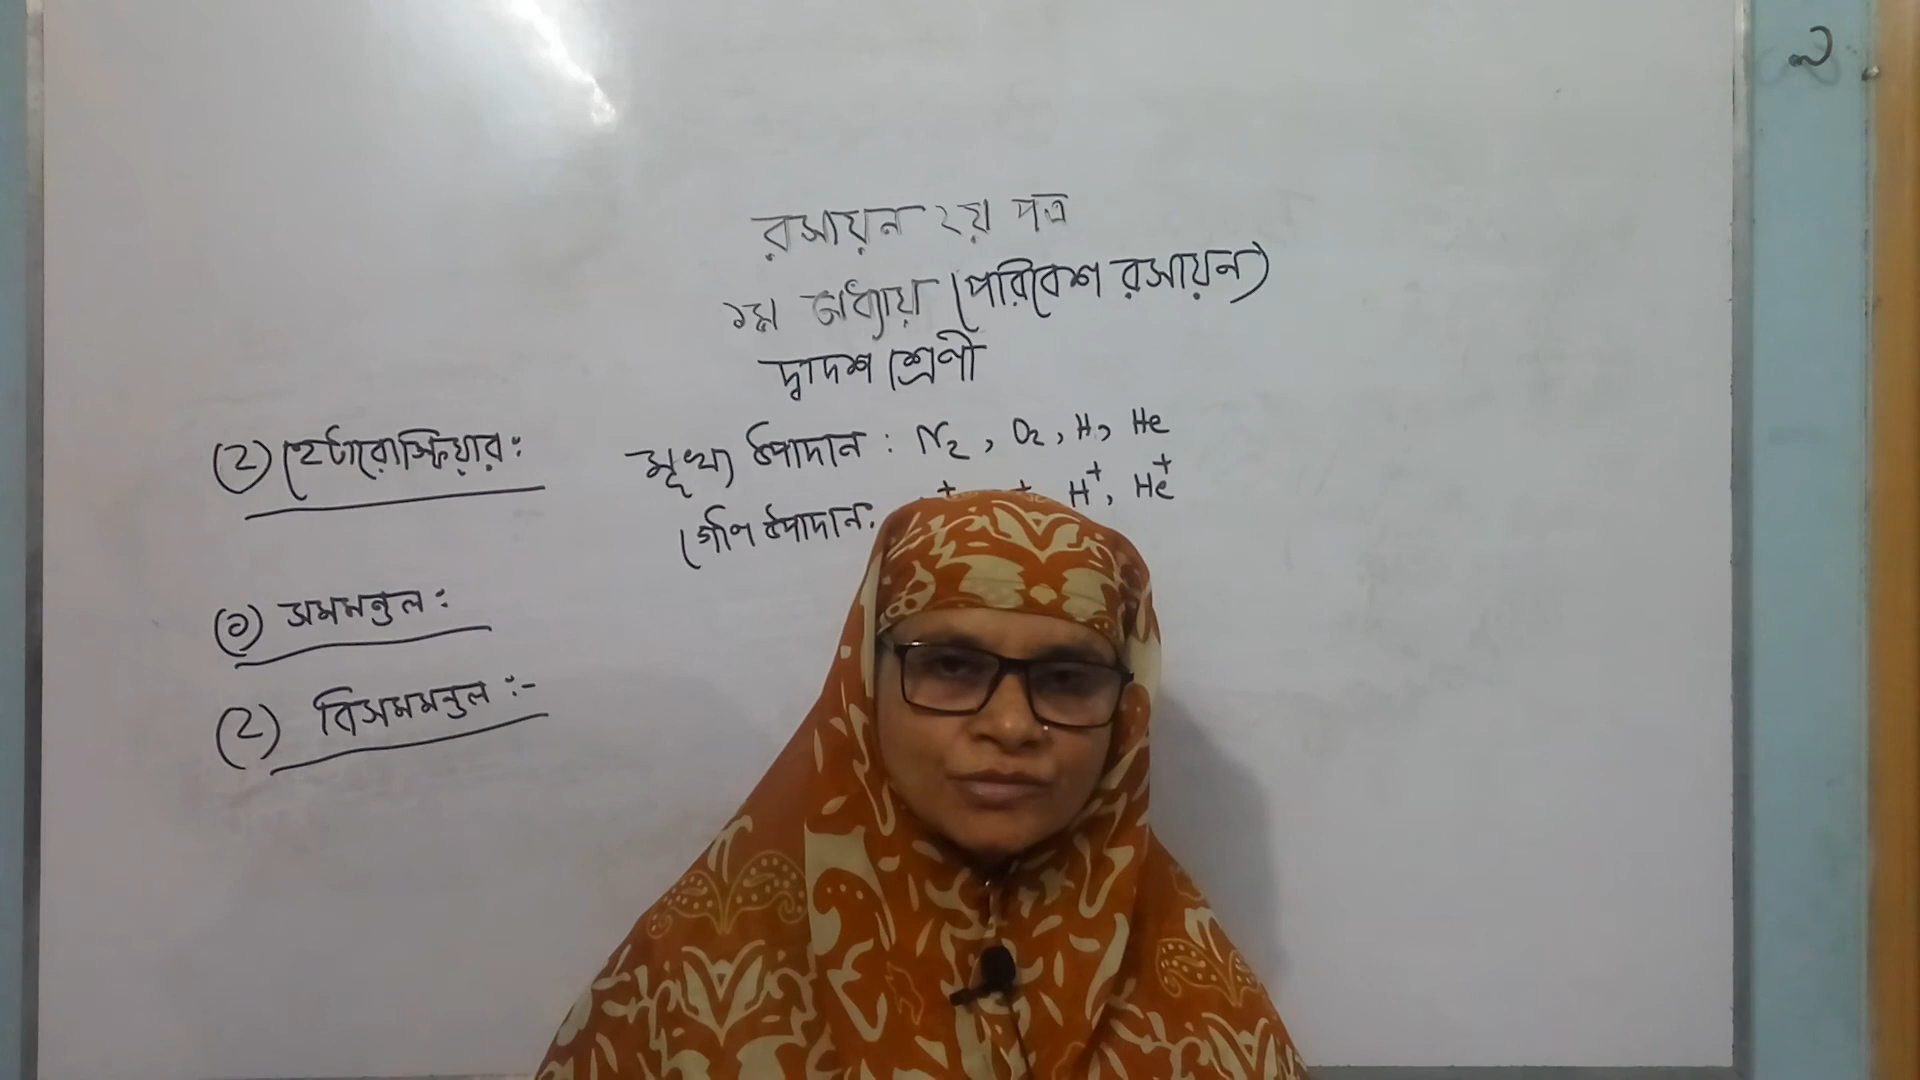 ৯
রসায়ন ২য় পত্র
১ম অধ্যায় (পরিবেশ রসায়ন)
দ্বাদশ শ্রেণী
(২) হেটারোস্ফিয়ার:
মূখ্য উপাদান : N₂, O₂, H, He
গৌণ উপাদান: H⁺, He⁺
(১) সমমন্ডল:
(২) বিসমমন্ডল :-